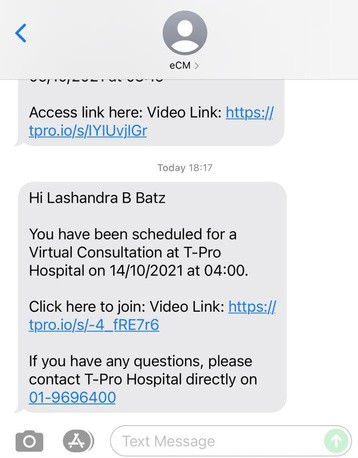 eCM
Access link here: Video Link: https://
tpro.io/s/IYIUvjlGr
Today 18:17
Hi Lashandra B Batz
You have been scheduled for a
Virtual Consultation at T-Pro
Hospital on 14/10/2021 at 04:00.
Click here to join: Video Link: https://
tpro.io/s/-4_fRE7r6
If you have any questions, please
contact T-Pro Hospital directly on
01-9696400
Text Message